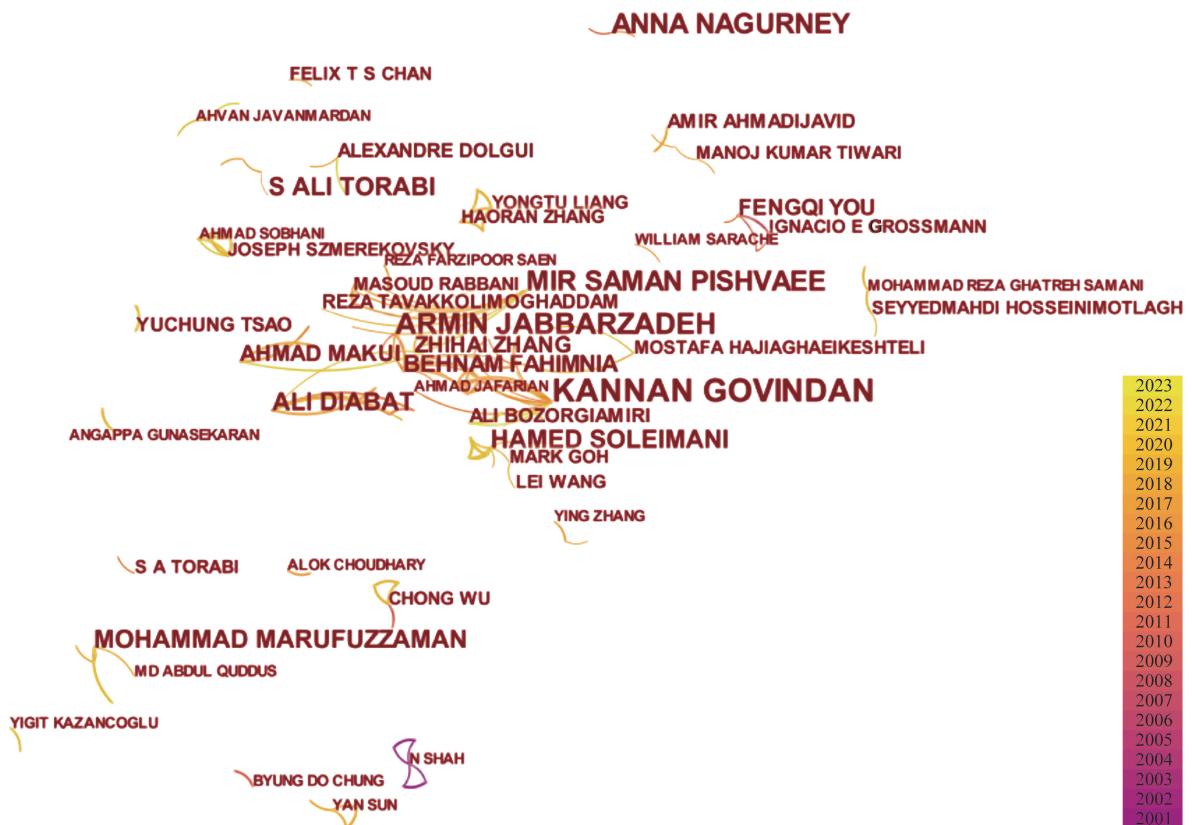 ANNA NAGURNEY
FELIX T S CHAN
AHVAN JAVANMARDAN
AMIR AHMADIJAVID
ALEXANDRE DOLGUI
MANOJ KUMAR TIWARI
S ALI TORABI
YONGTU LIANG
HAORAN ZHANG
FENGQI YOU
IGNACIO E GROSSMANN
AHMAD SOBHANI
WILLIAM SARACHE
JOSEPH SZMEREKOVSKY
REZA FARZIPOOR SAEN
MASOUD RABBANI
MIR SAMAN PISHVAEE
MOHAMMAD REZA GHATREH SAMANI
REZA TAVAKKOLIMOGHADDAM
SEYYEDMAHDI HOSSEINIMOTLAGH
YUCHUNG TSAO
ARMIN JABBARZADEH
ZHIHAI ZHANG
MOSTAFA HAJIAGHAEIKESHTELI
AHMAD MAKUI
BEHNAM FAHIMNIA
AHMAD JAFARIAN
KANNAN GOVINDAN
ALI DIABAT
ALI BOZORGIAMIRI
ANGAPPA GUNASEKARAN
HAMED SOLEIMANI
MARK GOH
LEI WANG
YING ZHANG
S A TORABI
ALOK CHOUDHARY
CHONG WU
MOHAMMAD MARUFUZZAMAN
MD ABDUL QUDDUS
YIGIT KAZANCOGLU
N SHAH
BYUNG DO CHUNG
YAN SUN
2023
2022
2021
2020
2019
2018
2017
2016
2015
2014
2013
2012
2011
2010
2009
2008
2007
2006
2005
2004
2003
2002
2001